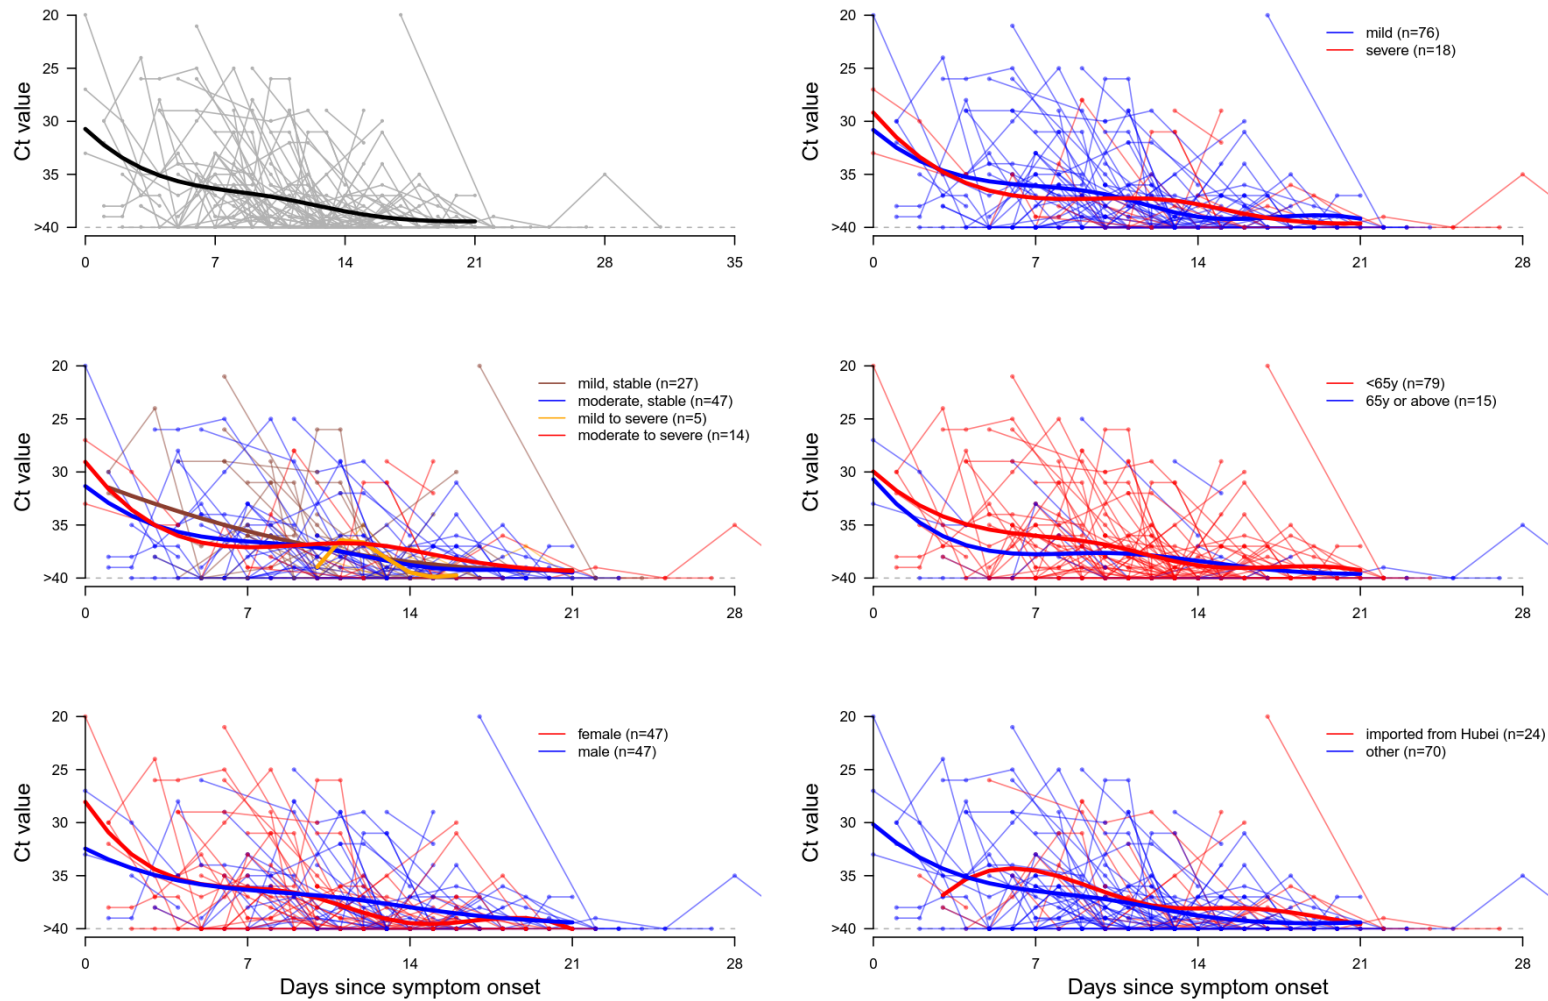 20
25
30
35
>40
Ct value
0 7 14 21 28 35
20
25
30
35
>40
Ct value
0 7 14 21 28
mild (n=76)
severe (n=18)
20
25
30
35
>40
Ct value
0 7 14 21 28
mild, stable (n=27)
moderate, stable (n=47)
mild to severe (n=5)
moderate to severe (n=14)
20
25
30
35
>40
Ct value
0 7 14 21 28
<65y (n=79)
65y or above (n=15)
20
25
30
35
>40
Ct value
0 7 14 21 28
Days since symptom onset
female (n=47)
male (n=47)
20
25
30
35
>40
Ct value
0 7 14 21 28
Days since symptom onset
imported from Hubei (n=24)
other (n=70)